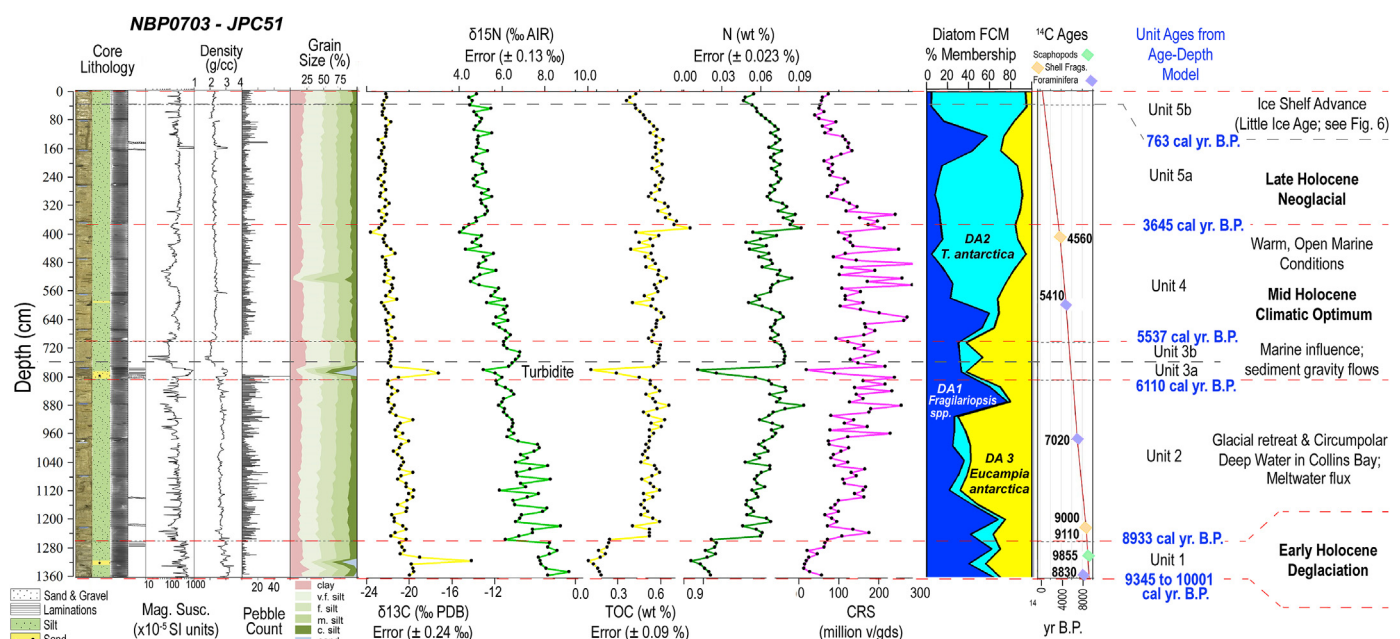 NBP0703 - JPC51
Core
Lithology
Density
(g/cc)
1 2 3 4
Grain
Size (%)
25 50 75
δ15N (‰ AIR)
Error (± 0.13 ‰)
4.0 6.0 8.0 10.0
N (wt %)
Error (± 0.023 %)
0.00 0.03 0.06 0.09
Diatom FCM
% Membership
0 20 40 60 80
¹⁴C Ages
Scaphopods
Shell Frags.
Foraminifera
Unit Ages from
Age-Depth
Model
Depth (cm)
0
80
160
240
320
400
480
560
640
720
800
880
960
1040
1120
1200
1280
1360
Turbidite
DA2
T. antarctica
DA1
Fragilariopsis
spp.
DA 3
Eucampia
antarctica
4560
5410
7020
9000
9110
9855
8830
Unit 5b
763 cal yr. B.P.
Unit 5a
3645 cal yr. B.P.
Unit 4
5537 cal yr. B.P.
Unit 3b
Unit 3a
6110 cal yr. B.P.
Unit 2
8933 cal yr. B.P.
Unit 1
9345 to 10001
cal yr. B.P.
Ice Shelf Advance
(Little Ice Age; see Fig. 6)
Late Holocene
Neoglacial
Warm, Open Marine
Conditions
Mid Holocene
Climatic Optimum
Marine influence;
sediment gravity flows
Glacial retreat & Circumpolar
Deep Water in Collins Bay;
Meltwater flux
Early Holocene
Deglaciation
Sand & Gravel
Laminations
Silt
Sand
10 100 1000
Mag. Susc.
(x10⁻⁵ SI units)
20 40
Pebble
Count
clay
v.f. silt
f. silt
m. silt
c. silt
-24 -22 -20 -18 -16 -14
δ13C (‰ PDB)
Error (± 0.24 ‰)
0.0 0.3 0.6 0.9
TOC (wt %)
Error (± 0.09 %)
0 100 200 300
CRS
(million v/gds)
14
0 4000 8000
yr B.P.